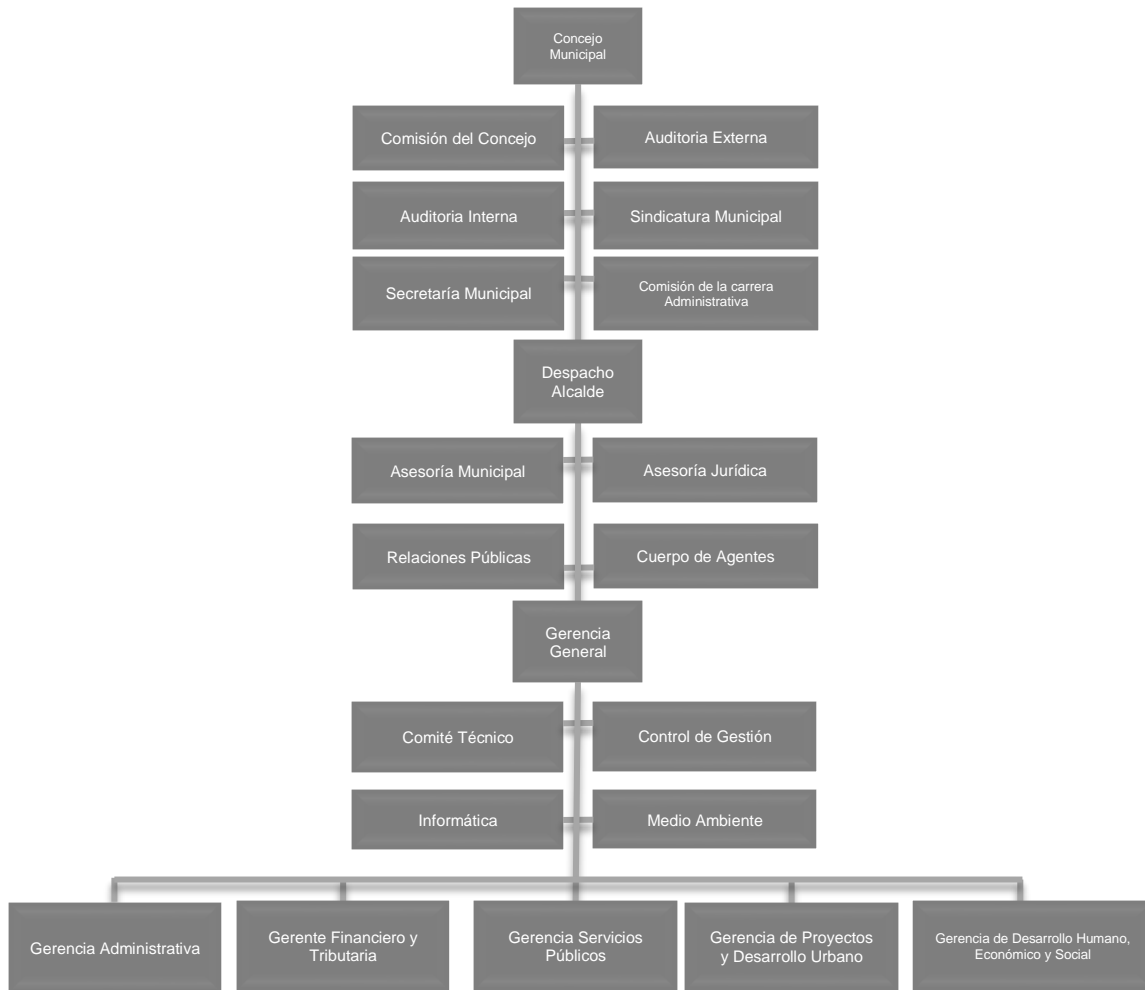 Concejo
Municipal
Comisión del Concejo
Auditoria Externa
Auditoria Interna
Sindicatura Municipal
Secretaría Municipal
Comisión de la carrera
Administrativa
Despacho
Alcalde
Asesoría Municipal
Asesoría Jurídica
Relaciones Públicas
Cuerpo de Agentes
Gerencia
General
Comité Técnico
Control de Gestión
Informática
Medio Ambiente
Gerencia Administrativa
Gerente Financiero y
Tributaria
Gerencia Servicios
Públicos
Gerencia de Proyectos
y Desarrollo Urbano
Gerencia de Desarrollo Humano,
Económico y Social